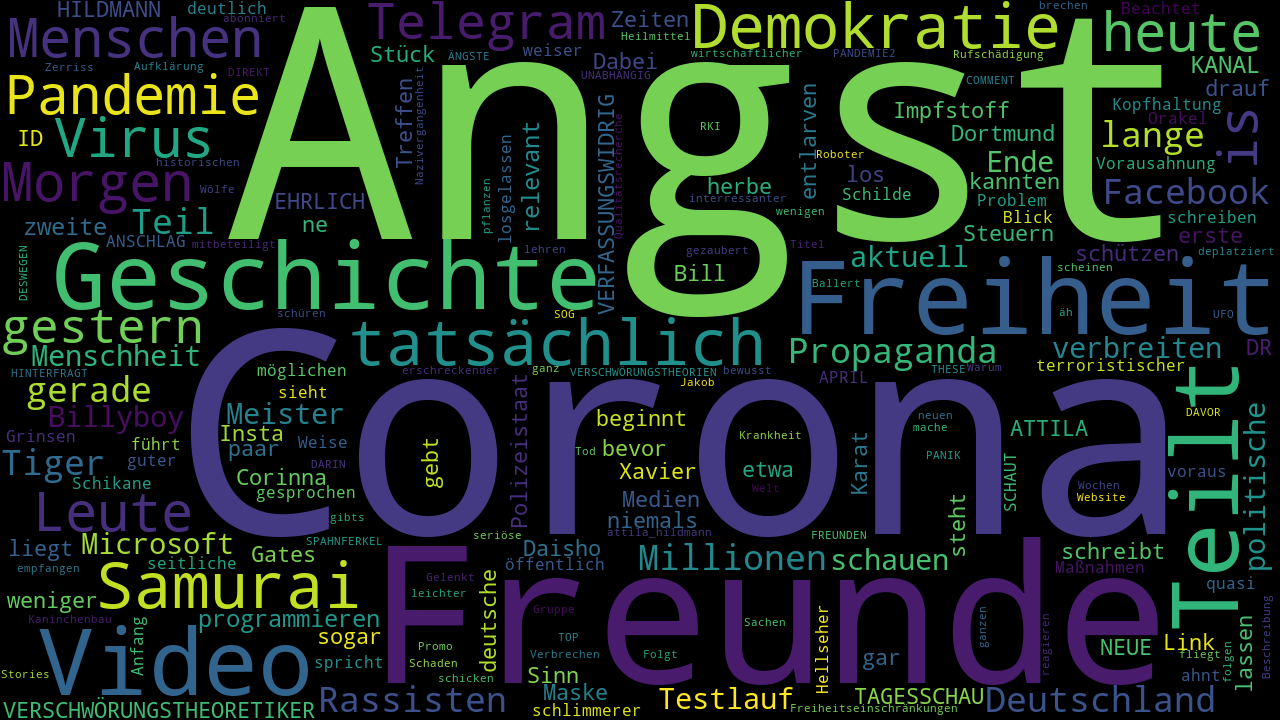 HILDMANN
deutlich
abonniert
Telegram
Zeiten
Heilmittel
Demokratie
brechen
Beachtet
heute
Menschen
Stück
ÄNGSTE
weiser
Dabei
wirtschaftlicher
PANDEMIE2
Rufschädigung
KANAL
Zerriss
Aufklärung
DIREKT
UNABHÄNGIG
COMMENT
drauf
Pandemie
Angst
Treffen
Nazivergangenheit
VERFASSUNGSWIDRIG
Qualitätsrecherche
entlarven
Impfstoff
Kopfhaltung
Orakel
is
ID
Virus
historischen
losgelassen
relevant
RKI
Roboter
Dortmund
lange
Morgen
Wölfe
EHRLICH
pflanzen
herbe
interessanter
wenigen
los
Schilde
Ende
kannten
Problem
Vorausahnung
Facebook
zweite
Teil
ne
Blick
schreiben
ANSCHLAG
mitbeteiligt
lehren
gezaubert
Titel
Steuern
erste
DESWEGEN
Geschichte
Bill
aktuell
schützen
deplatziert
Ballert
scheinen
Freiheit
gestern
schüren
SOG
äh
UFO
Menschheit
tatsächlich
Propaganda
verbreiten
DR
HINTERFRAGT
möglichen
erschreckender
ganz
VERSCHWÖRUNGSTHEORIEN
bewusst
APRIL
THESE
Warum
terroristischer
gerade
sieht
Corona
Jakob
Teilt
Billyboy
Meister
beginnt
neuen
mache
DAVOR
Grinsen
führt
Insta
paar
Weise
gebt
Polizeistaat
bevor
Krankheit
ATTILA
politische
Tiger
guter
DARIN
Tod
Xavier
etwa
Karat
PANIK
SCHAUT
voraus
Schikane
Corinna
gesprochen
Welt
Wochen
Website
Leute
gibts
Medien
niemals
attila_hildmann
steht
liegt
Microsoft
SPAHNFERKEL
seriöse
Daisho
FREUNDEN
schreibt
empfangen
seitliche
Gates
öffentlich
Millionen
schauen
Maßnahmen
weniger
Samurai
Freunde
Gelenkt
leichter
deutsche
quasi
Kaninchenbau
programmieren
Gruppe
Sachen
Hellseher
ganzen
reagieren
folgen
lassen
Beschreibung
Video
Anfang
sogar
Promo
TOP
Verbrechen
Folgt
gar
NEUE
Link
fliegt
Stories
spricht
Schaden
schicken
Sinn
ahnt
VERSCHWÖRUNGSTHEORETIKER
Rassisten
Maske
schlimmerer
Testlauf
TAGESSCHAU
Freiheitseinschränkungen
Deutschland